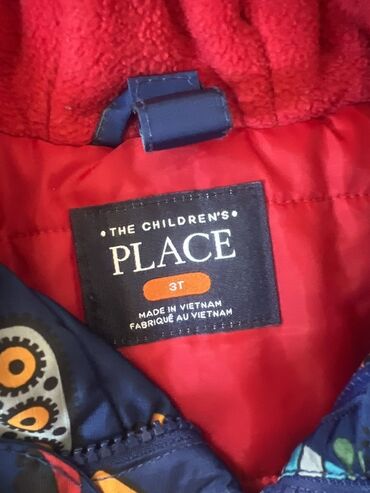 • THE CHILDREN'S •
PLACE
3T
MADE IN VIETNAM
FABRIQUÉ AU VIETNAM